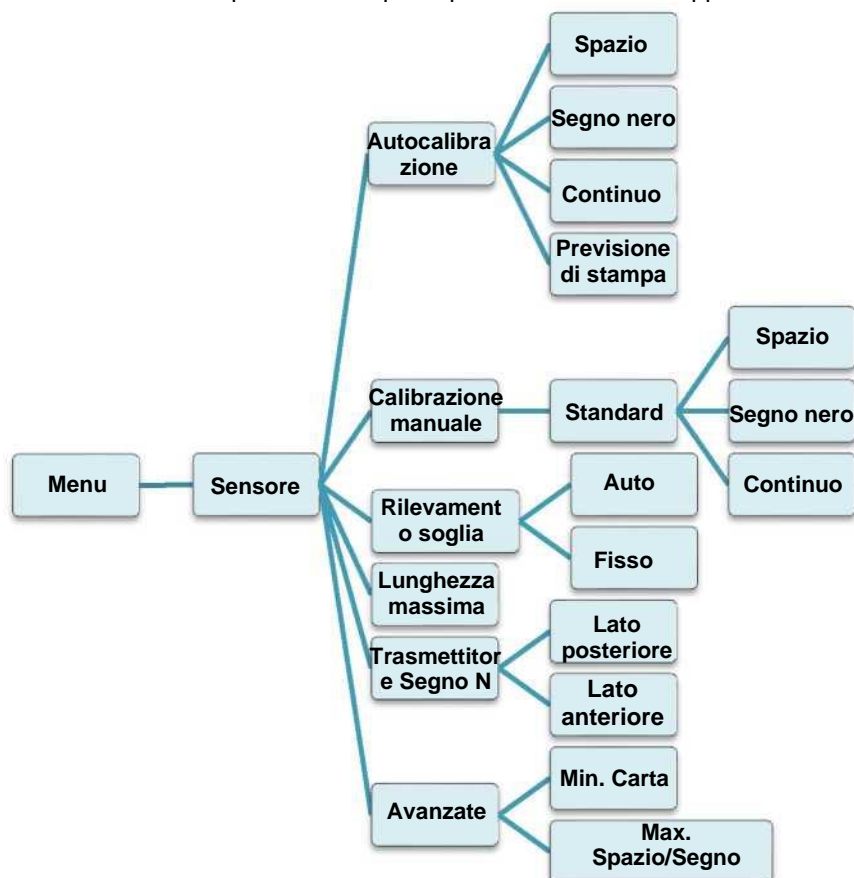 Spazio
Segno nero
Autocalibra
zione
Continuo
Previsione
di stampa
Spazio
Calibrazione
manuale
Standard
Segno nero
Menu
Sensore
Continuo
Auto
Rilevament
o soglia
Fisso
Lunghezza
massima
Lato
posteriore
Trasmettitor
e Segno N
Lato
anteriore
Min. Carta
Avanzate
Max.
Spazio/Segno